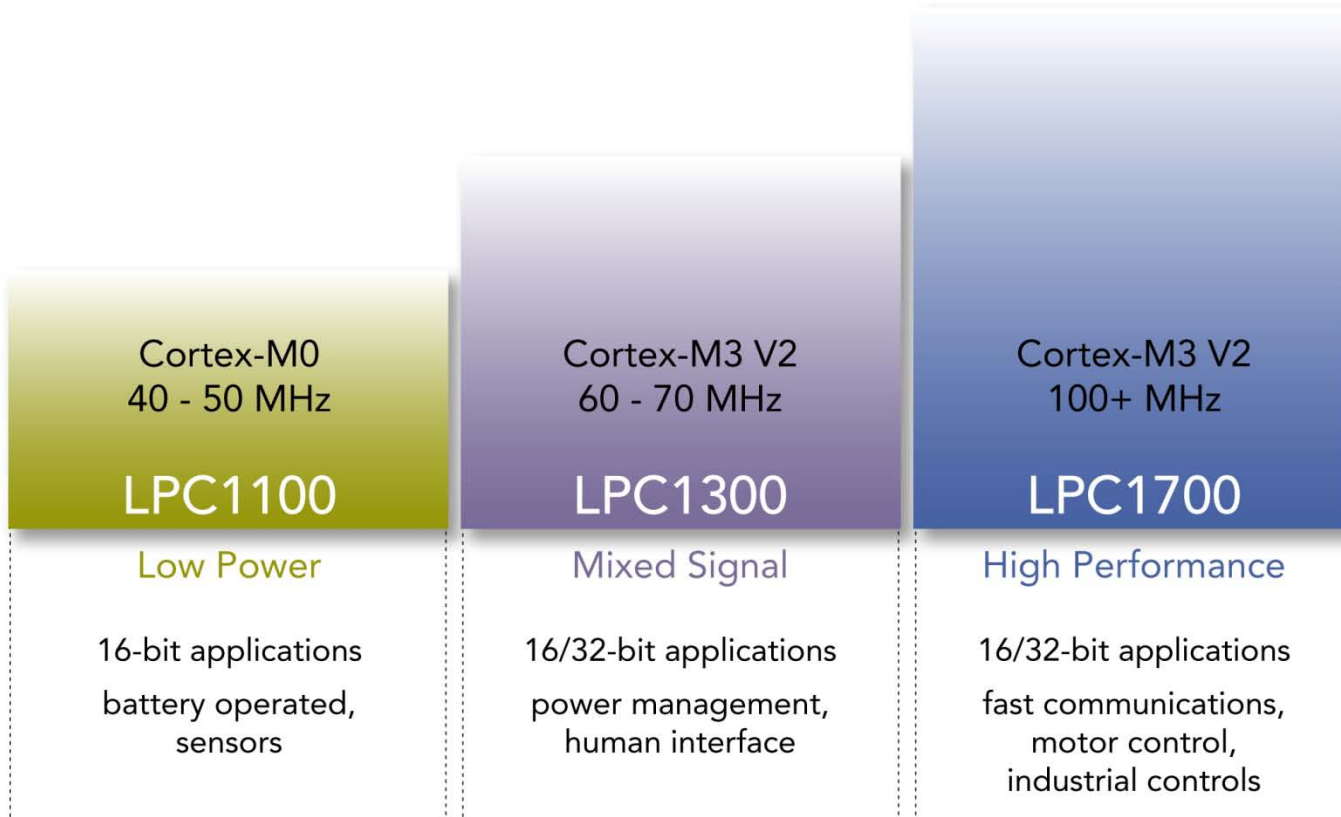 Cortex-M0
40 - 50 MHz
LPC1100
Low Power
16-bit applications
battery operated,
sensors
Cortex-M3 V2
60 - 70 MHz
LPC1300
Mixed Signal
16/32-bit applications
power management,
human interface
Cortex-M3 V2
100+ MHz
LPC1700
High Performance
16/32-bit applications
fast communications,
motor control,
industrial controls